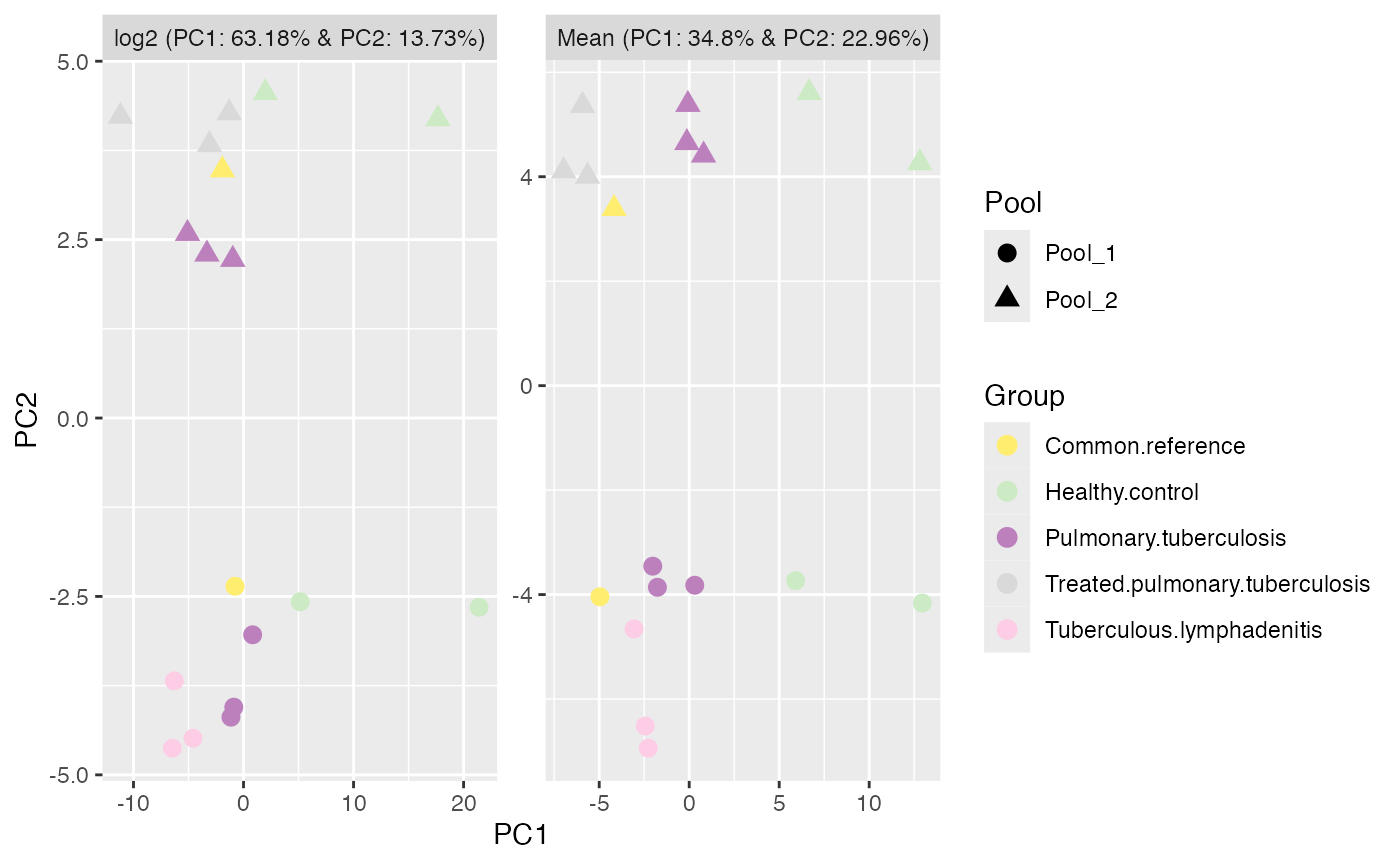 log2 (PC1: 63.18% & PC2: 13.73%)
Mean (PC1: 34.8% & PC2: 22.96%)
5.0
2.5
0.0
-2.5
-5.0
4
0
-4
-10
0
10
20
-5
0
5
10
PC2
PC1
Pool
Pool_1
Pool_2
Group
Common.reference
Healthy.control
Pulmonary.tuberculosis
Treated.pulmonary.tuberculosis
Tuberculous.lymphadenitis